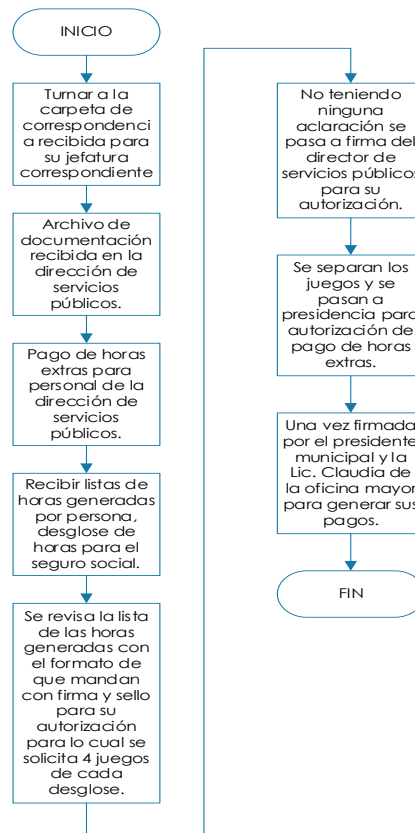 INICIO
Turnar a la
carpeta de
correspondenci
a recibida para
su jefatura
correspondiente
Archivo de
documentación
recibida en la
dirección de
servicios
públicos.
Pago de horas
extras para
personal de la
dirección de
servicios
públicos.
Recibir listas de
horas generadas
por persona,
desglose de
horas para el
seguro social.
Se revisa la lista
de las horas
generadas con
el formato de
que mandan
con firma y sello
para su
autorización
para lo cual se
solicita 4 juegos
de cada
desglose.
No teniendo
ninguna
aclaración se
pasa a firma del
director de
servicios públicos
para su
autorización.
Se separan los
juegos y se
pasan a
presidencia para
autorización de
pago de horas
extras.
Una vez firmada
por el presidente
municipal y la
Lic. Claudia de
la oficina mayor
para generar sus
pagos.
FIN